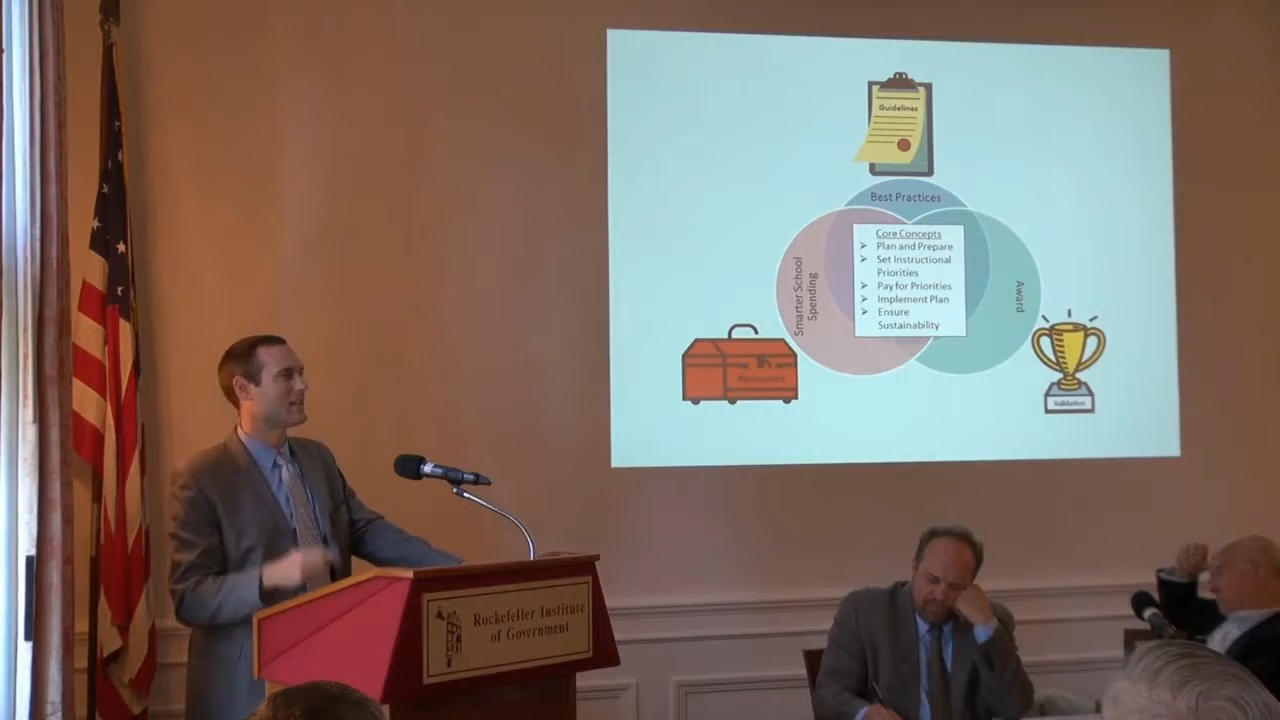 Guidelines
Best Practices
Core Concepts
➢ Plan and Prepare
➢ Set Instructional
Priorities
➢ Pay for Priorities
➢ Implement Plan
➢ Ensure
Sustainability
Smarter School
Spending
Award
Resources
Validation
Rockefeller Institute
of Government